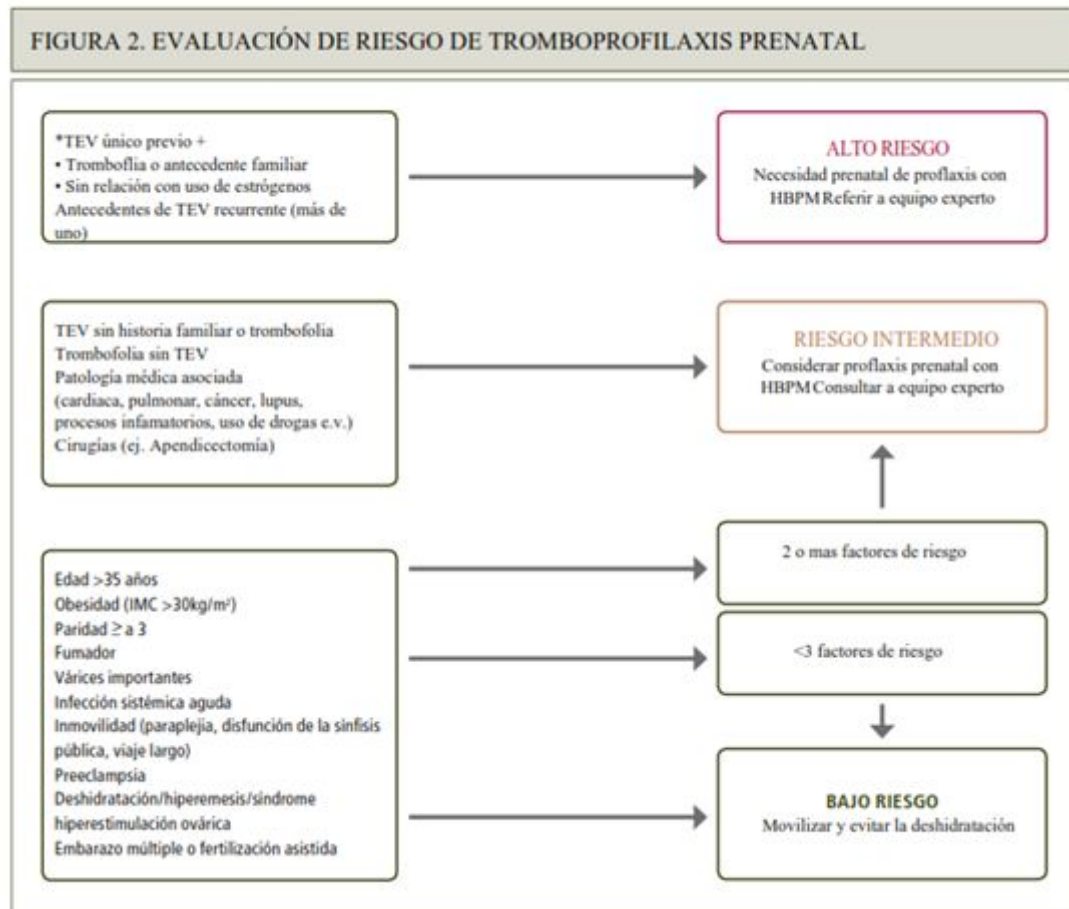 FIGURA 2. EVALUACIÓN DE RIESGO DE TROMBOPROFILAXIS PRENATAL
*TEV único previo +
• Tromboflia o antecedente familiar
• Sin relación con uso de estrógenos
Antecedentes de TEV recurrente (más de
uno)
ALTO RIESGO
Necesidad prenatal de proflaxis con
HBPM Referir a equipo experto
TEV sin historia familiar o trombofolia
Trombofolia sin TEV
Patología médica asociada
(cardiaca, pulmonar, cáncer, lupus,
procesos infamatorios, uso de drogas e.v.)
Cirugías (ej. Apendicectomía)
RIESGO INTERMEDIO
Considerar proflaxis prenatal con
HBPM Consultar a equipo experto
Edad >35 años
Obesidad (IMC >30kg/m²)
Paridad ≥ a 3
Fumador
Várices importantes
Infección sistémica aguda
Inmovilidad (paraplejia, disfunción de la sínfisis
pública, viaje largo)
Preeclampsia
Deshidratación/hiperemesis/síndrome
hiperestimulación ovárica
Embarazo múltiple o fertilización asistida
2 o mas factores de riesgo
<3 factores de riesgo
BAJO RIESGO
Movilizar y evitar la deshidratación